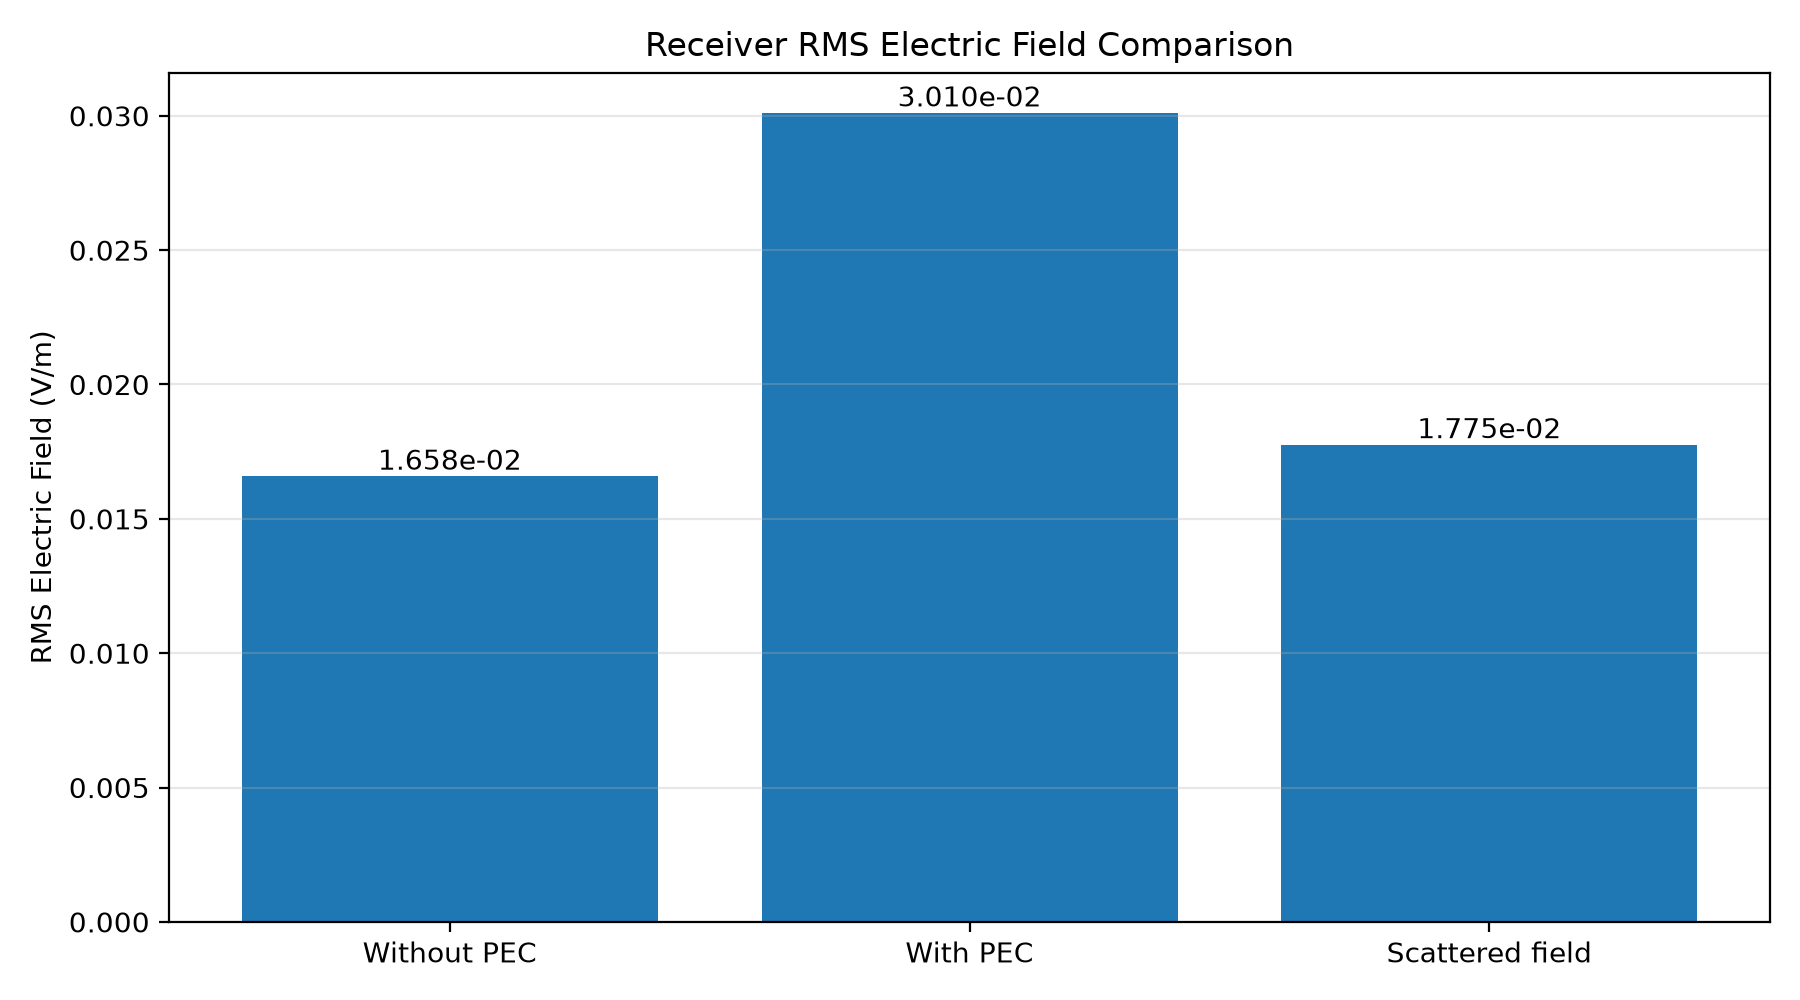 Receiver RMS Electric Field Comparison
RMS Electric Field (V/m)
0.030
0.025
0.020
0.015
0.010
0.005
0.000
1.658e-02
3.010e-02
1.775e-02
Without PEC
With PEC
Scattered field